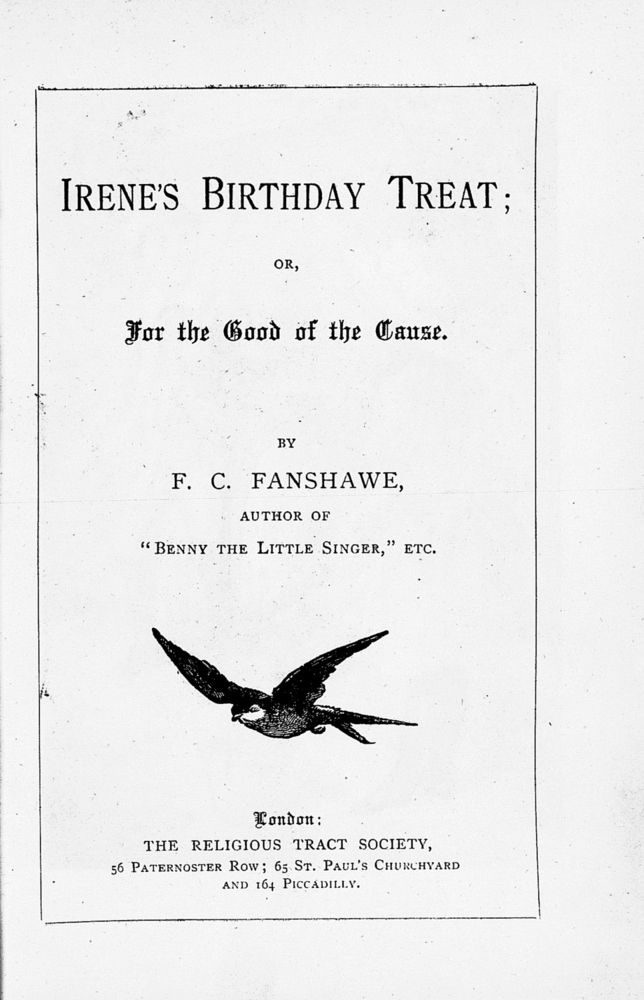 IRENE'S BIRTHDAY TREAT;
OR,
For the Good of the Cause.
BY
F. C. FANSHAWE,
AUTHOR OF
"BENNY THE LITTLE SINGER," ETC.
London:
THE RELIGIOUS TRACT SOCIETY,
56 PATERNOSTER ROW; 65 ST. PAUL'S CHURCHYARD
AND 164 PICCADILLY.